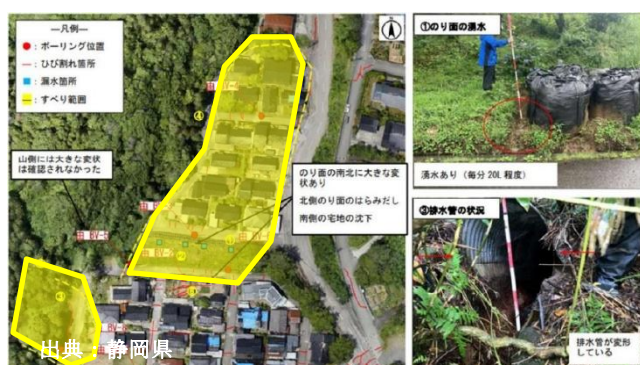 ―凡例―
：ボーリング位置
：ひび割れ箇所
：漏水箇所
：すべり範囲
山側には大きな変状
は確認されなかった
のり面の南北に大きな変
状あり
北側のり面のはらみだし
南側の宅地の沈下
出典：静岡県
①のり面の湧水
湧水あり（毎分20L程度）
③排水管の状況
排水管が変形
している